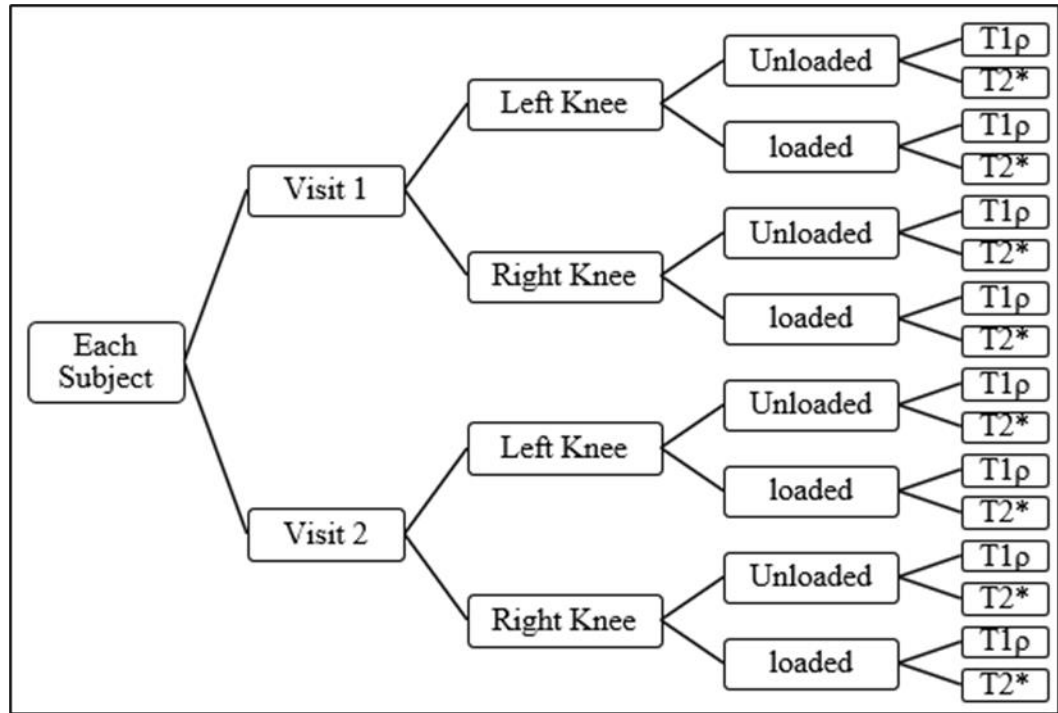 Each
Subject
Visit 1
Left Knee
Unloaded
T1ρ
T2*
loaded
T1ρ
T2*
Right Knee
Unloaded
T1ρ
T2*
loaded
T1ρ
T2*
Visit 2
Left Knee
Unloaded
T1ρ
T2*
loaded
T1ρ
T2*
Right Knee
Unloaded
T1ρ
T2*
loaded
T1ρ
T2*